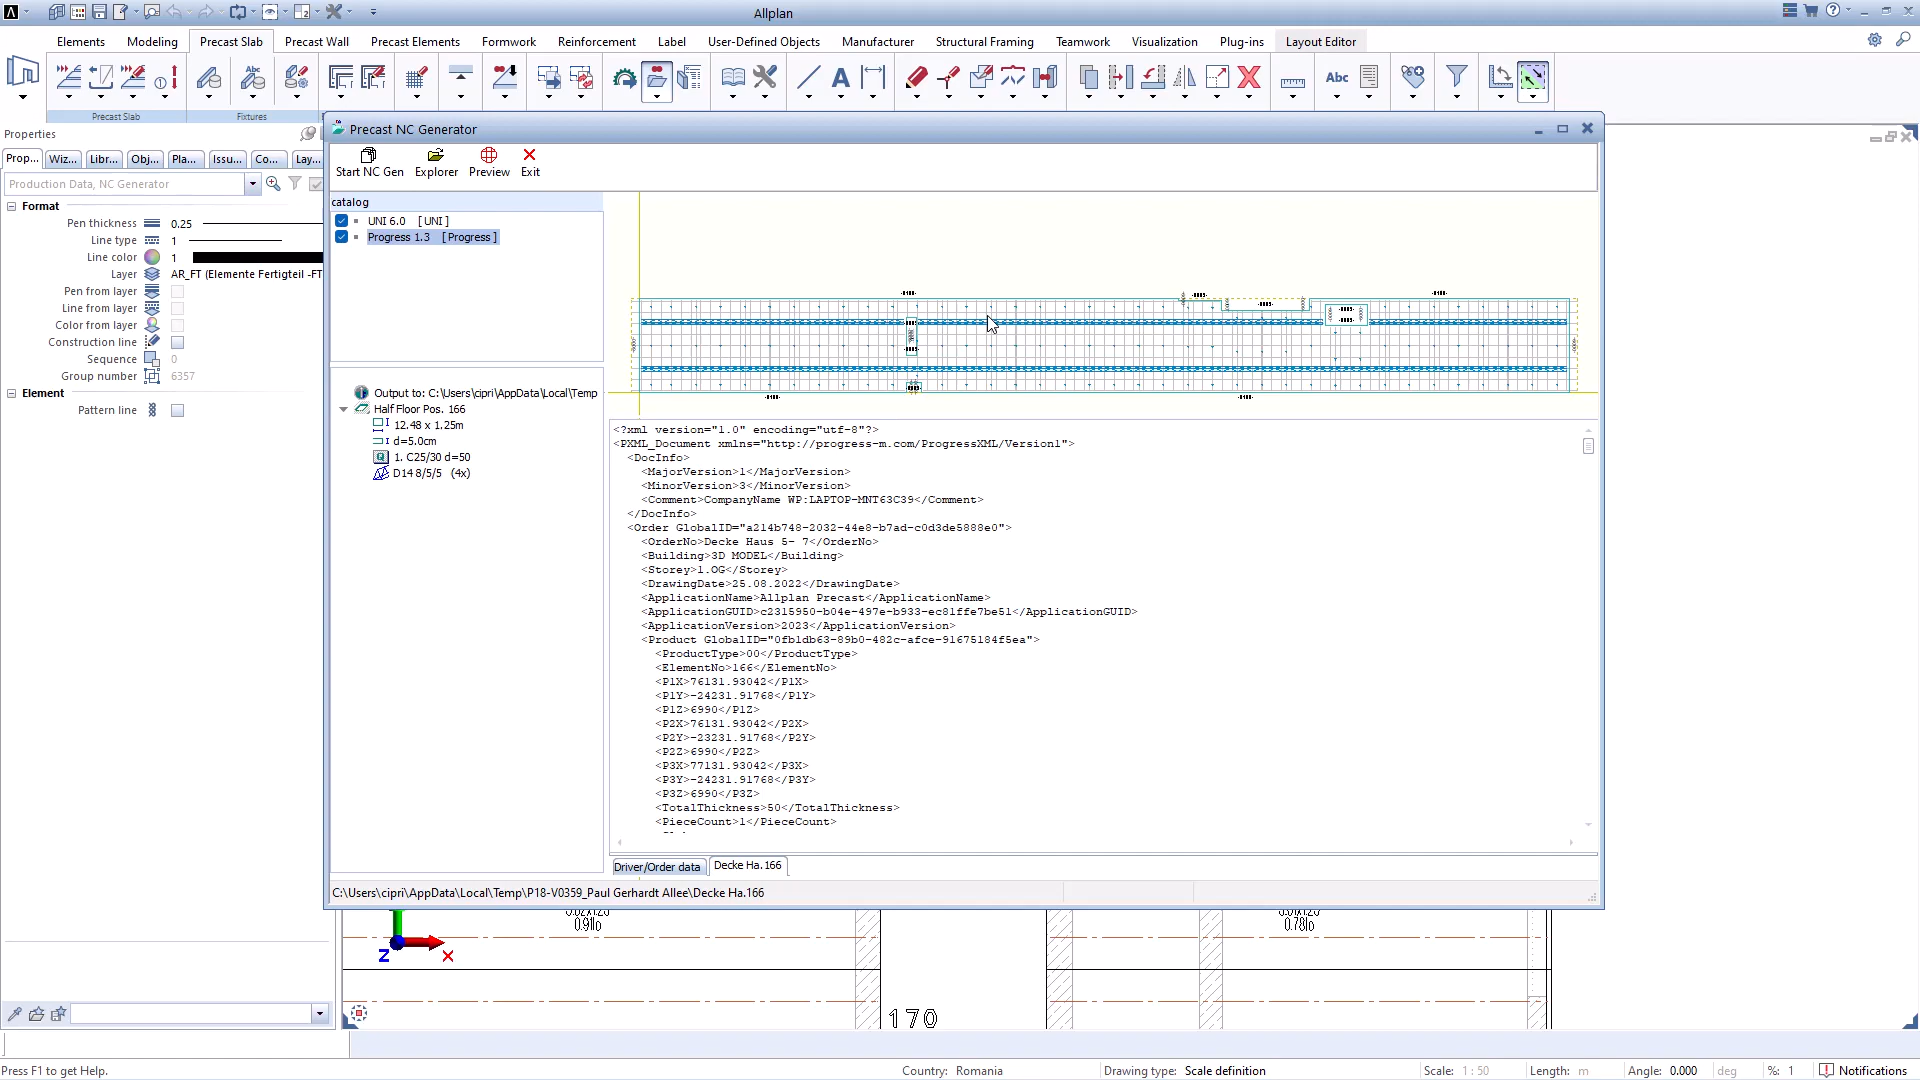 Allplan
Elements Modeling Precast Slab Precast Wall Precast Elements Formwork Reinforcement Label User-Defined Objects Manufacturer Structural Framing Teamwork Visualization Plug-ins Layout Editor
Abc Abc
Precast Slab Fixtures
Properties
Prop... Wiz... Libr... Obj... Pla... Issu... Co... Lay...
Production Data, NC Generator
Format
Pen thickness 0.25
Line type 1
Line color 1
Layer AR_FT (Elemente Fertigteil -FT
Pen from layer
Line from layer
Color from layer
Construction line
Sequence 0
Group number 6357
Element
Pattern line
Precast NC Generator
Start NC Gen Explorer Preview Exit
catalog
UNI 6.0 [ UNI ]
Progress 1.3 [ Progress ]
Output to: C:\Users\cipri\AppData\Local\Temp
Half Floor Pos. 166
12.48 x 1.25m
d=5.0cm
1. C25/30 d=50
D14 8/5/5 (4x)
<?xml version="1.0" encoding="utf-8"?>
<PXML_Document xmlns="http://progress-m.com/ProgressXML/Version1">
<DocInfo>
<MajorVersion>1</MajorVersion>
<MinorVersion>3</MinorVersion>
<Comment>CompanyName WP:LAPTOP-MNT63C39</Comment>
</DocInfo>
<Order GlobalID="a214b748-2032-44e8-b7ad-c0d3de5888e0">
<OrderNo>Decke Haus 5- 7</OrderNo>
<Building>3D MODEL</Building>
<Storey>1.OG</Storey>
<DrawingDate>25.08.2022</DrawingDate>
<ApplicationName>Allplan Precast</ApplicationName>
<ApplicationGUID>c2315950-b04e-497e-b933-ec81ffe7be51</ApplicationGUID>
<ApplicationVersion>2023</ApplicationVersion>
<Product GlobalID="0fb1db63-89b0-482c-afce-91675184f5ea">
<ProductType>00</ProductType>
<ElementNo>166</ElementNo>
<P1X>76131.93042</P1X>
<P1Y>-24231.91768</P1Y>
<P1Z>6990</P1Z>
<P2X>76131.93042</P2X>
<P2Y>-23231.91768</P2Y>
<P2Z>6990</P2Z>
<P3X>77131.93042</P3X>
<P3Y>-24231.91768</P3Y>
<P3Z>6990</P3Z>
<TotalThickness>50</TotalThickness>
<PieceCount>1</PieceCount>
Driver/Order data Decke Ha.166
C:\Users\cipri\AppData\Local\Temp\P18-V0359_Paul Gerhardt Allee\Decke Ha.166
0.91to 0.78to
Z X
170
Press F1 to get Help. Country: Romania Drawing type: Scale definition Scale: 1 : 50 Length: m Angle: 0.000 deg %: 1 Notifications